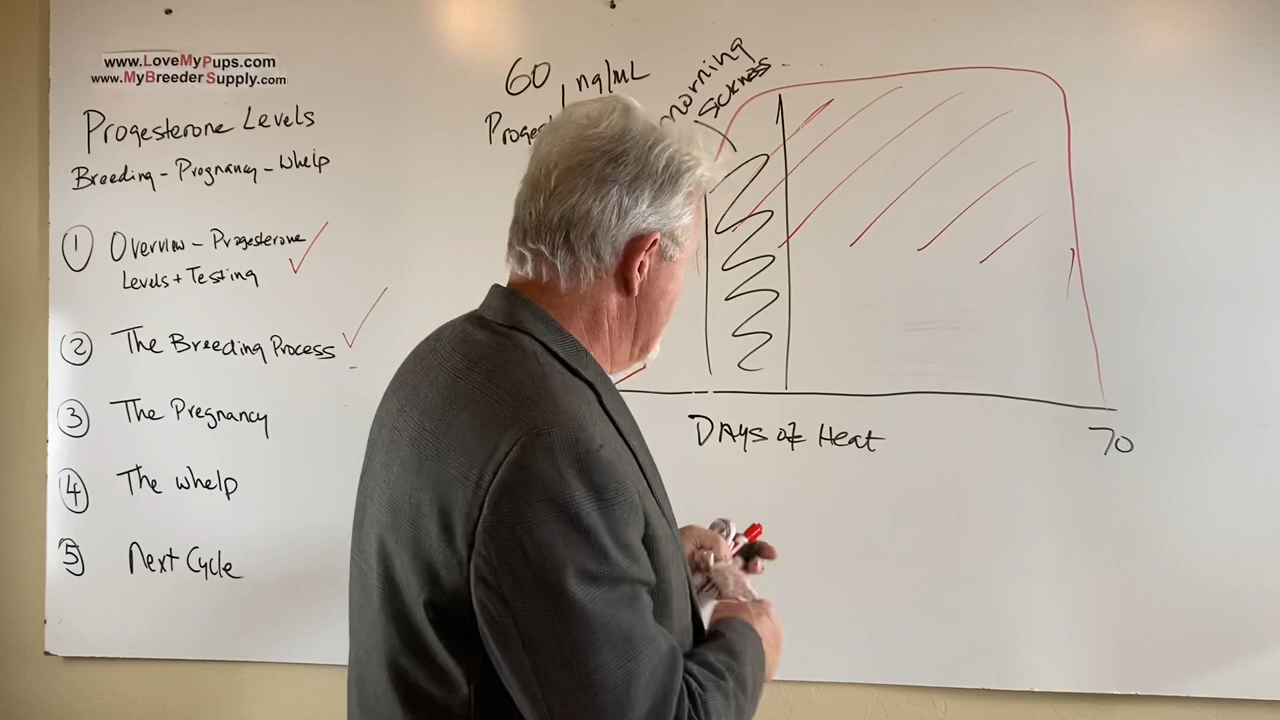 www.LoveMyPups.com
www.MyBreederSupply.com
Progesterone Levels
Breeding - Pregnancy - Whelp
1 Overview - Progesterone
Levels + Testing
2 The Breeding Process
3 The Pregnancy
4 The Whelp
5 Next Cycle
60 ng/mL
morning
sickness
Days of Heat
70